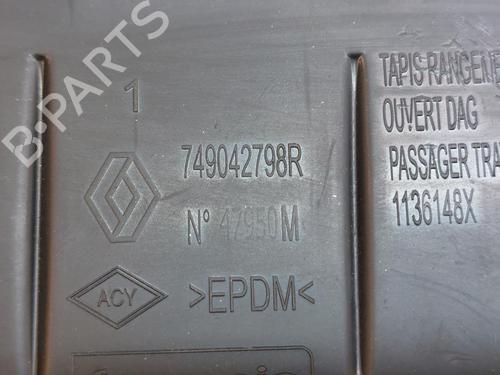 1
749042798R
N° 47950M
ACY
>EPDM<
TAPIS RANGEME
OUVERT DAG
PASSAGER TRA
1136148X
B-PARTS